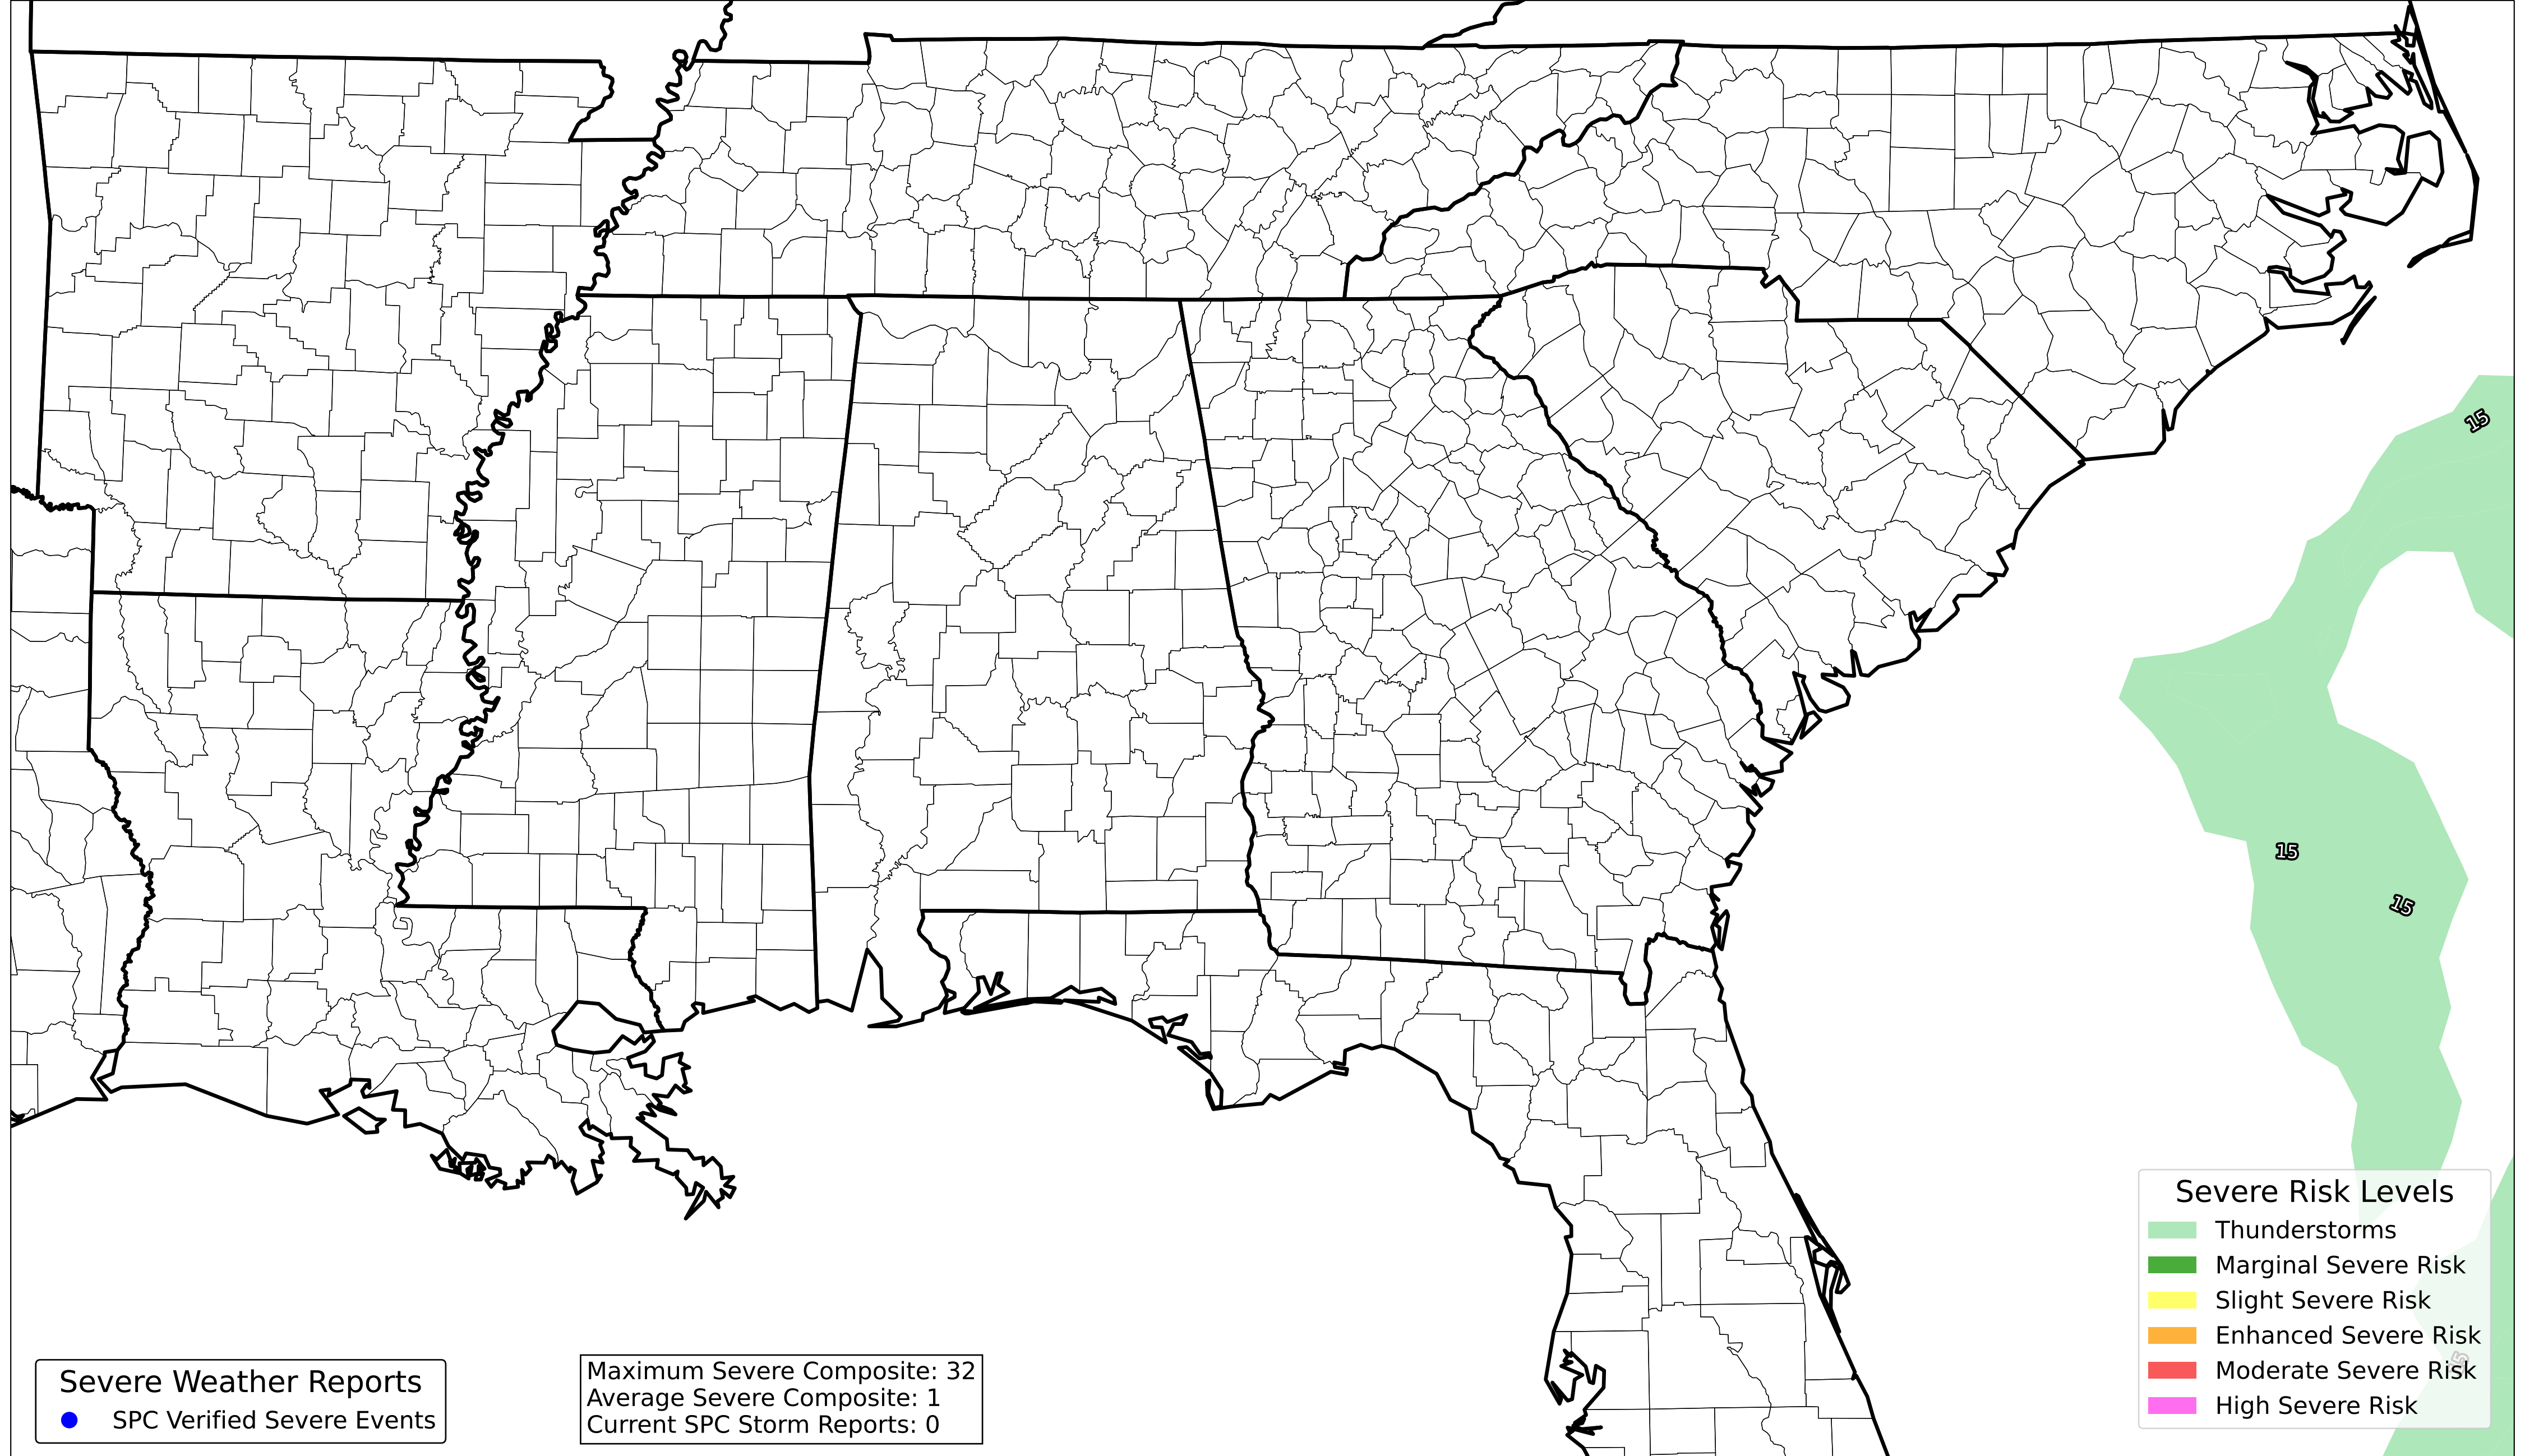 15
15
15
Severe Risk Levels
Thunderstorms
Marginal Severe Risk
Slight Severe Risk
Enhanced Severe Risk
Moderate Severe Risk
High Severe Risk
Severe Weather Reports
SPC Verified Severe Events
Maximum Severe Composite: 32
Average Severe Composite: 1
Current SPC Storm Reports: 0